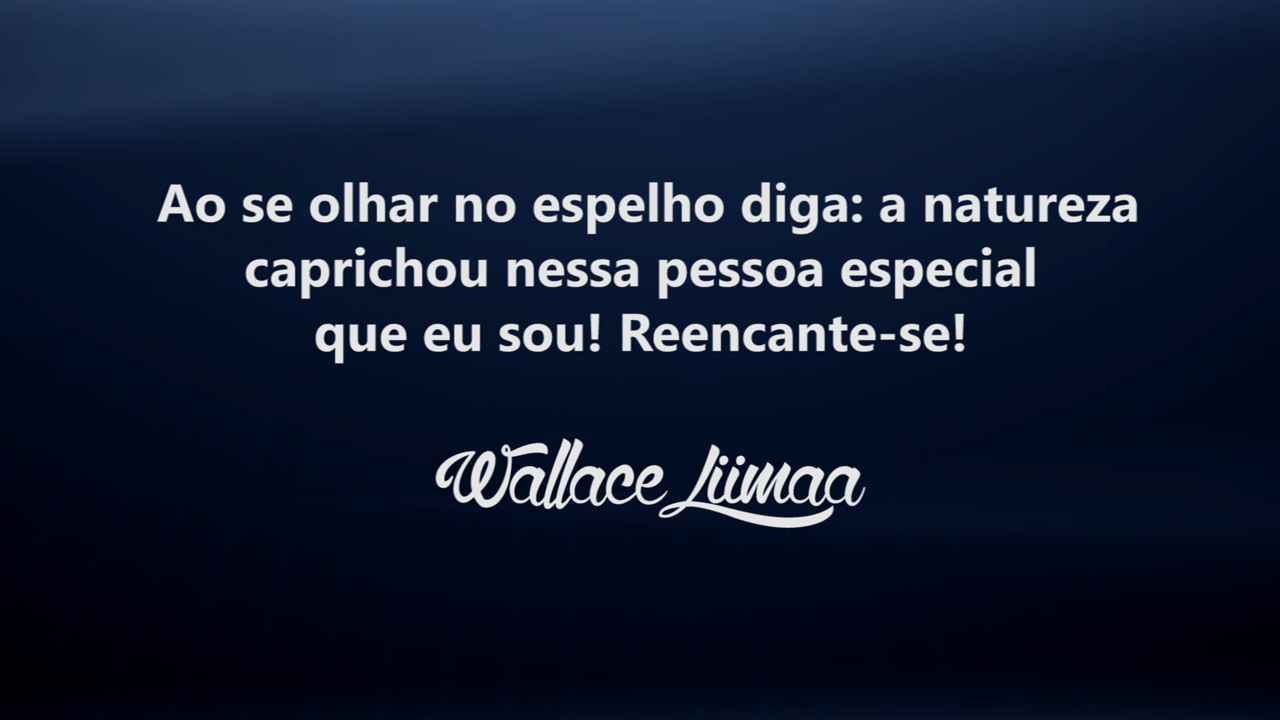 Ao se olhar no espelho diga: a natureza
caprichou nessa pessoa especial
que eu sou! Reencante-se!
Wallace Liimaa